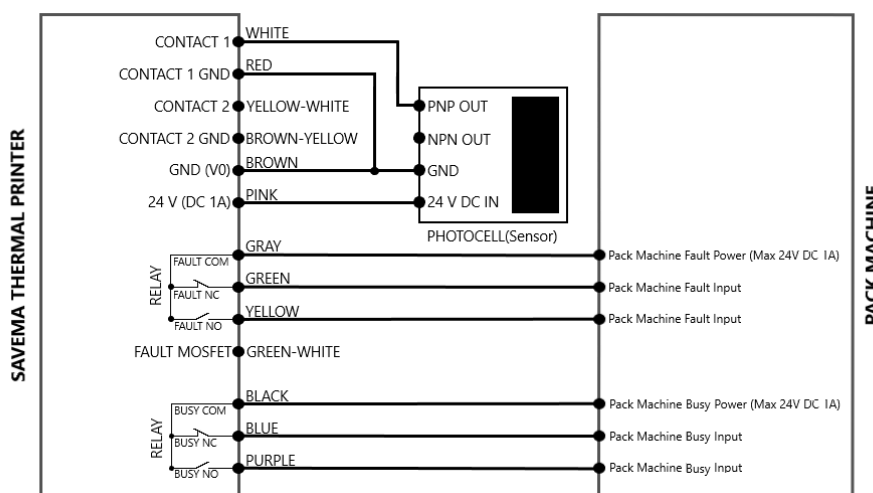 SAVEMA THERMAL PRINTER
CONTACT 1 WHITE
CONTACT 1 GND RED
CONTACT 2 YELLOW-WHITE
CONTACT 2 GND BROWN-YELLOW
GND (V0) BROWN
24 V (DC 1A) PINK
PNP OUT
NPN OUT
GND
24 V DC IN
PHOTOCELL(Sensor)
RELAY
FAULT COM GRAY Pack Machine Fault Power (Max 24V DC 1A)
FAULT NC GREEN Pack Machine Fault Input
FAULT NO YELLOW Pack Machine Fault Input
FAULT MOSFET GREEN-WHITE
RELAY
BUSY COM BLACK Pack Machine Busy Power (Max 24V DC 1A)
BUSY NC BLUE Pack Machine Busy Input
BUSY NO PURPLE Pack Machine Busy Input
PACK MACHINE